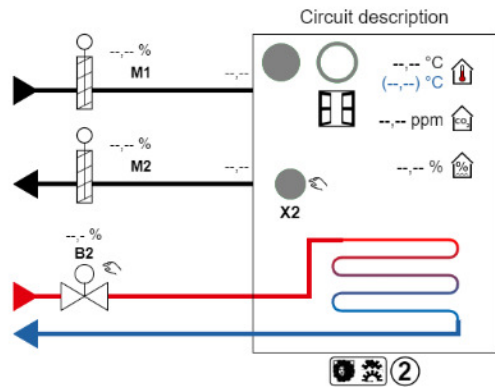 Circuit description
--,-- %
M1
--,--
--,-- °C
(--,--) °C
--,-- ppm
CO₂
--,-- %
M2
--,--
--,-- %
%
X2
--,- %
B2
2